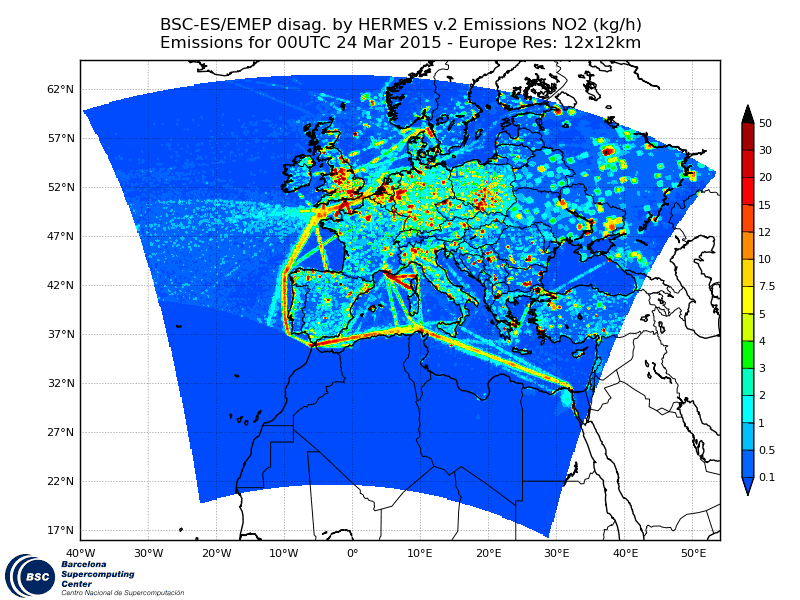 BSC-ES/EMEP disag. by HERMES v.2 Emissions NO2 (kg/h)
Emissions for 00UTC 24 Mar 2015 - Europe Res: 12x12km
62°N
57°N
52°N
47°N
42°N
37°N
32°N
27°N
22°N
17°N
40°W 30°W 20°W 10°W 0° 10°E 20°E 30°E 40°E 50°E
50
30
20
15
12
10
7.5
5
4
3
2
1
0.5
0.1
BSC
Barcelona
Supercomputing
Center
Centro Nacional de Supercomputación